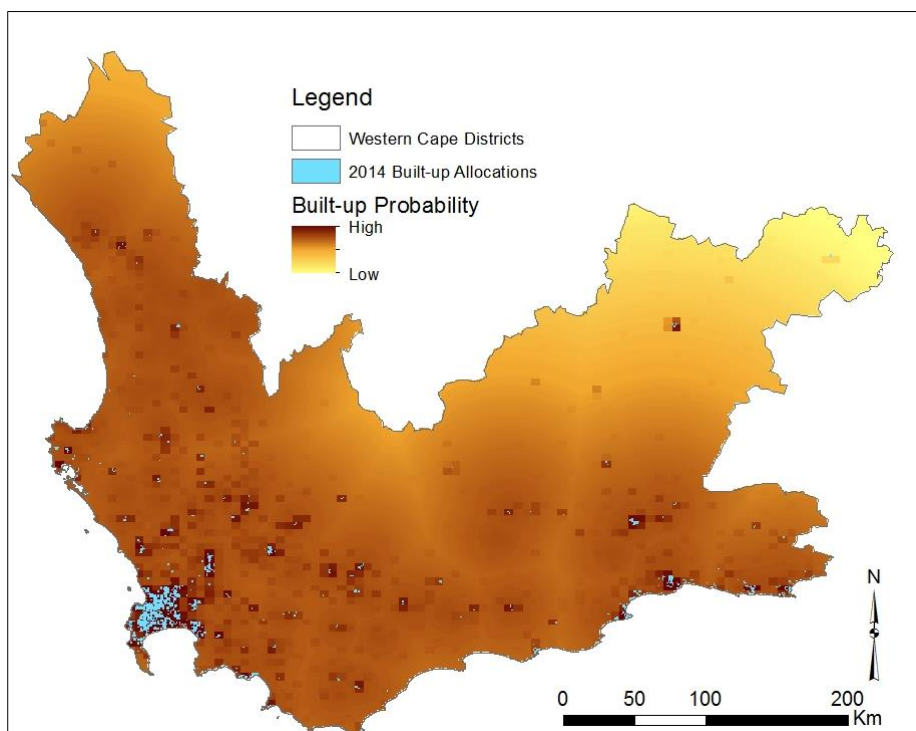 Legend
Western Cape Districts
2014 Built-up Allocations
Built-up Probability
High
Low
N
0 50 100 200
Km